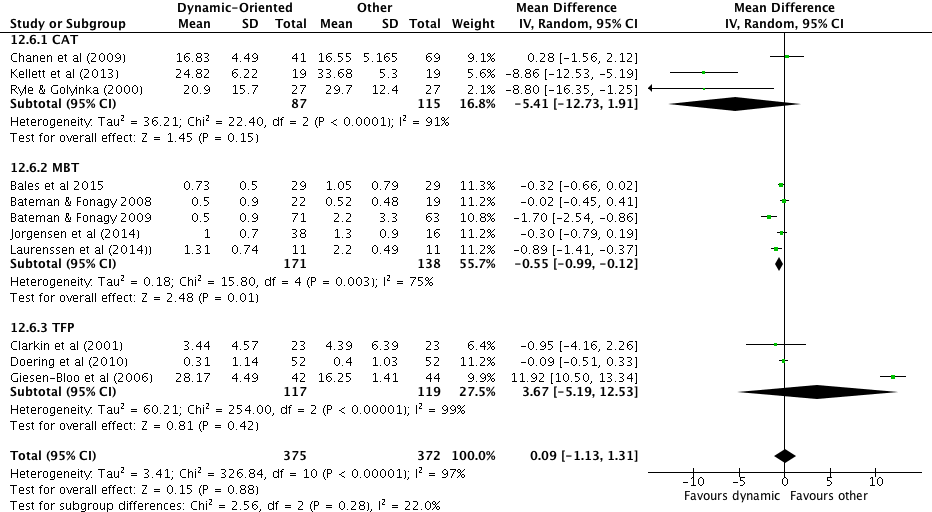 Dynamic-Oriented Other Mean Difference Mean Difference
Study or Subgroup Mean SD Total Mean SD Total Weight IV, Random, 95% CI IV, Random, 95% CI
12.6.1 CAT
Chanen et al (2009) 16.83 4.49 41 16.55 5.165 69 9.1% 0.28 [-1.56, 2.12]
Kellett et al (2013) 24.82 6.22 19 33.68 5.3 19 5.6% -8.86 [-12.53, -5.19]
Ryle & Golyinka (2000) 20.9 15.7 27 29.7 12.4 27 2.1% -8.80 [-16.35, -1.25]
Subtotal (95% CI) 87 115 16.8% -5.41 [-12.73, 1.91]
Heterogeneity: Tau² = 36.21; Chi² = 22.40, df = 2 (P < 0.0001); I² = 91%
Test for overall effect: Z = 1.45 (P = 0.15)
12.6.2 MBT
Bales et al 2015 0.73 0.5 29 1.05 0.79 29 11.3% -0.32 [-0.66, 0.02]
Bateman & Fonagy 2008 0.5 0.9 22 0.52 0.48 19 11.2% -0.02 [-0.45, 0.41]
Bateman & Fonagy 2009 0.5 0.9 71 2.2 3.3 63 10.8% -1.70 [-2.54, -0.86]
Jorgensen et al (2014) 1 0.7 38 1.3 0.9 16 11.2% -0.30 [-0.79, 0.19]
Laurenssen et al (2014)) 1.31 0.74 11 2.2 0.49 11 11.2% -0.89 [-1.41, -0.37]
Subtotal (95% CI) 171 138 55.7% -0.55 [-0.99, -0.12]
Heterogeneity: Tau² = 0.18; Chi² = 15.80, df = 4 (P = 0.003); I² = 75%
Test for overall effect: Z = 2.48 (P = 0.01)
12.6.3 TFP
Clarkin et al (2001) 3.44 4.57 23 4.39 6.39 23 6.4% -0.95 [-4.16, 2.26]
Doering et al (2010) 0.31 1.14 52 0.4 1.03 52 11.2% -0.09 [-0.51, 0.33]
Giesen-Bloo et al (2006) 28.17 4.49 42 16.25 1.41 44 9.9% 11.92 [10.50, 13.34]
Subtotal (95% CI) 117 119 27.5% 3.67 [-5.19, 12.53]
Heterogeneity: Tau² = 60.21; Chi² = 254.00, df = 2 (P < 0.00001); I² = 99%
Test for overall effect: Z = 0.81 (P = 0.42)
Total (95% CI) 375 372 100.0% 0.09 [-1.13, 1.31]
Heterogeneity: Tau² = 3.41; Chi² = 326.84, df = 10 (P < 0.00001); I² = 97%
Test for overall effect: Z = 0.15 (P = 0.88)
Test for subgroup differences: Chi² = 2.56, df = 2 (P = 0.28), I² = 22.0%
-10 -5 0 5 10
Favours dynamic Favours other